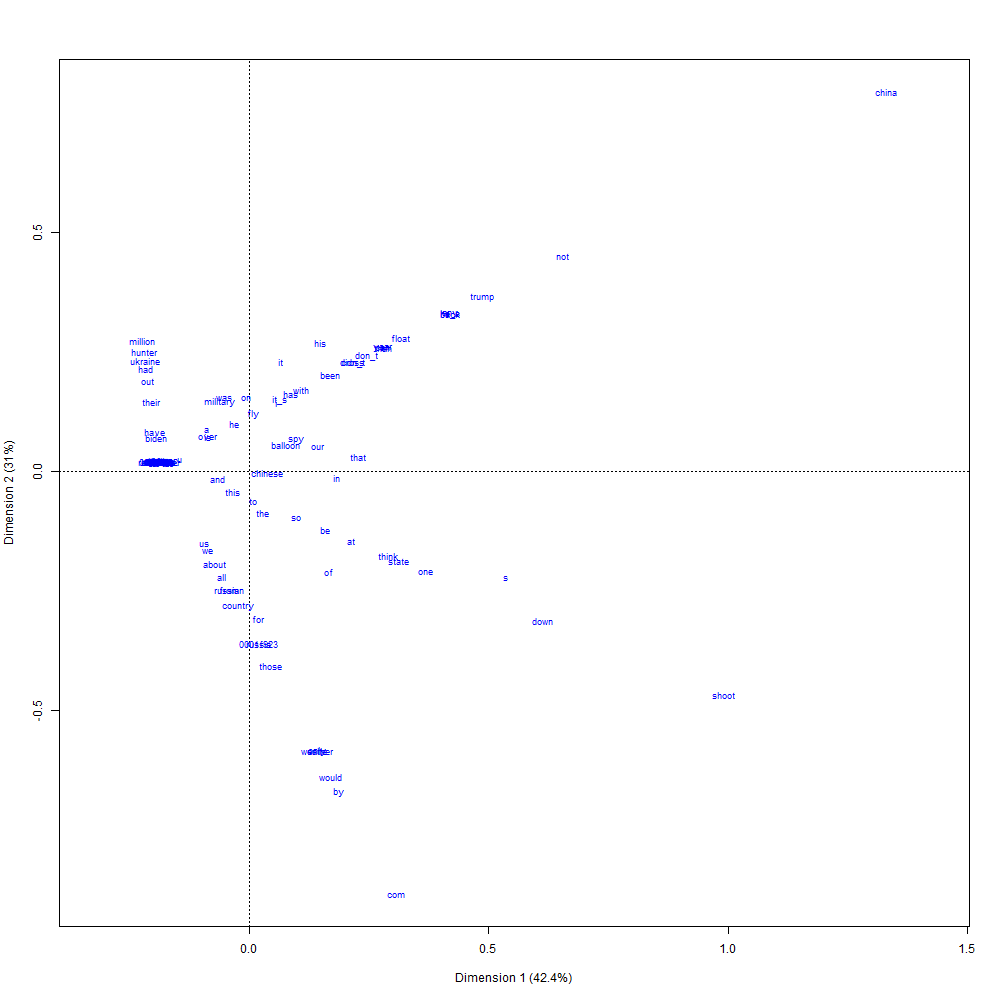 china
0.5
not
trump
float
million
his
hunter
don_t
ukraine
it
had
been
out
with
has
was
on
it_s
military
their
fly
he
a
have
over
biden
spy
balloon
our
that
0.0
chinese
in
and
this
to
the
so
be
at
us
we
think
about
state
of
one
all
s
country
for
down
those
shoot
-0.5
would
by
com
0.0
0.5
1.0
1.5
Dimension 1 (42.4%)
Dimension 2 (31%)